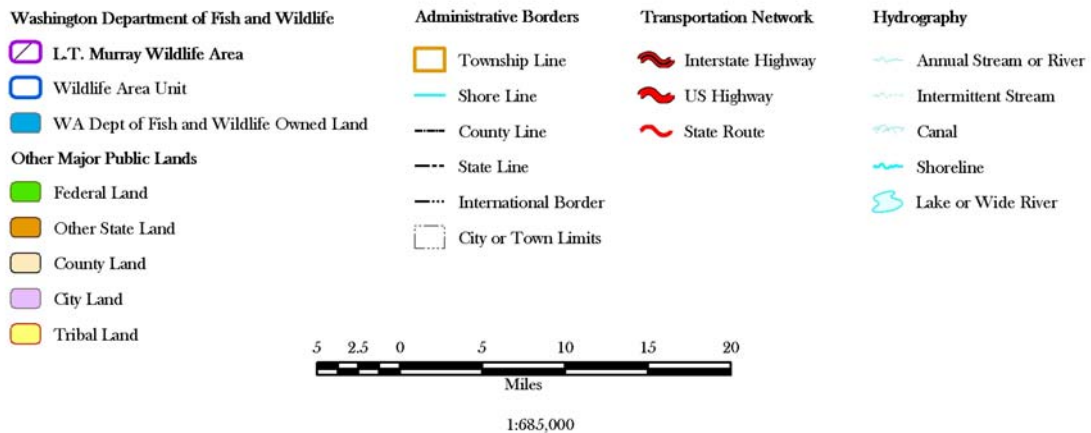 Washington Department of Fish and Wildlife
L.T. Murray Wildlife Area
Wildlife Area Unit
WA Dept of Fish and Wildlife Owned Land
Other Major Public Lands
Federal Land
Other State Land
County Land
City Land
Tribal Land
Administrative Borders
Township Line
Shore Line
County Line
State Line
International Border
City or Town Limits
Transportation Network
Interstate Highway
US Highway
State Route
Hydrography
Annual Stream or River
Intermittent Stream
Canal
Shoreline
Lake or Wide River
5 2.5 0 5 10 15 20
Miles
1:685,000